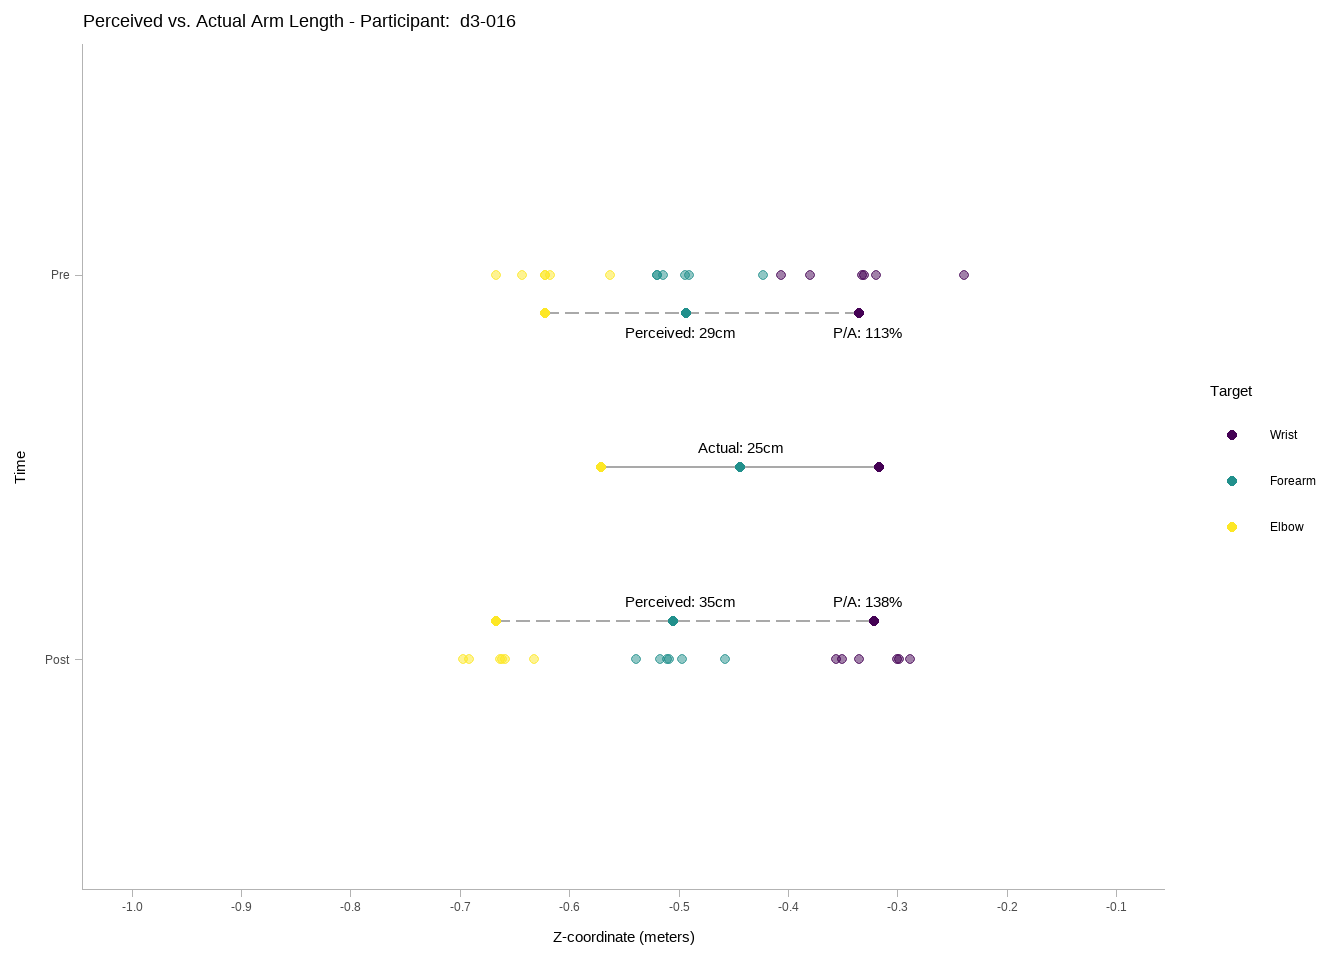 Perceived vs. Actual Arm Length - Participant:  d3-016
Pre
Perceived: 29cm
P/A: 113%
Target
Wrist
Actual: 25cm
Time
Forearm
Elbow
Perceived: 35cm
P/A: 138%
Post
-1.0
-0.9
-0.8
-0.7
-0.6
-0.5
-0.4
-0.3
-0.2
-0.1
Z-coordinate (meters)